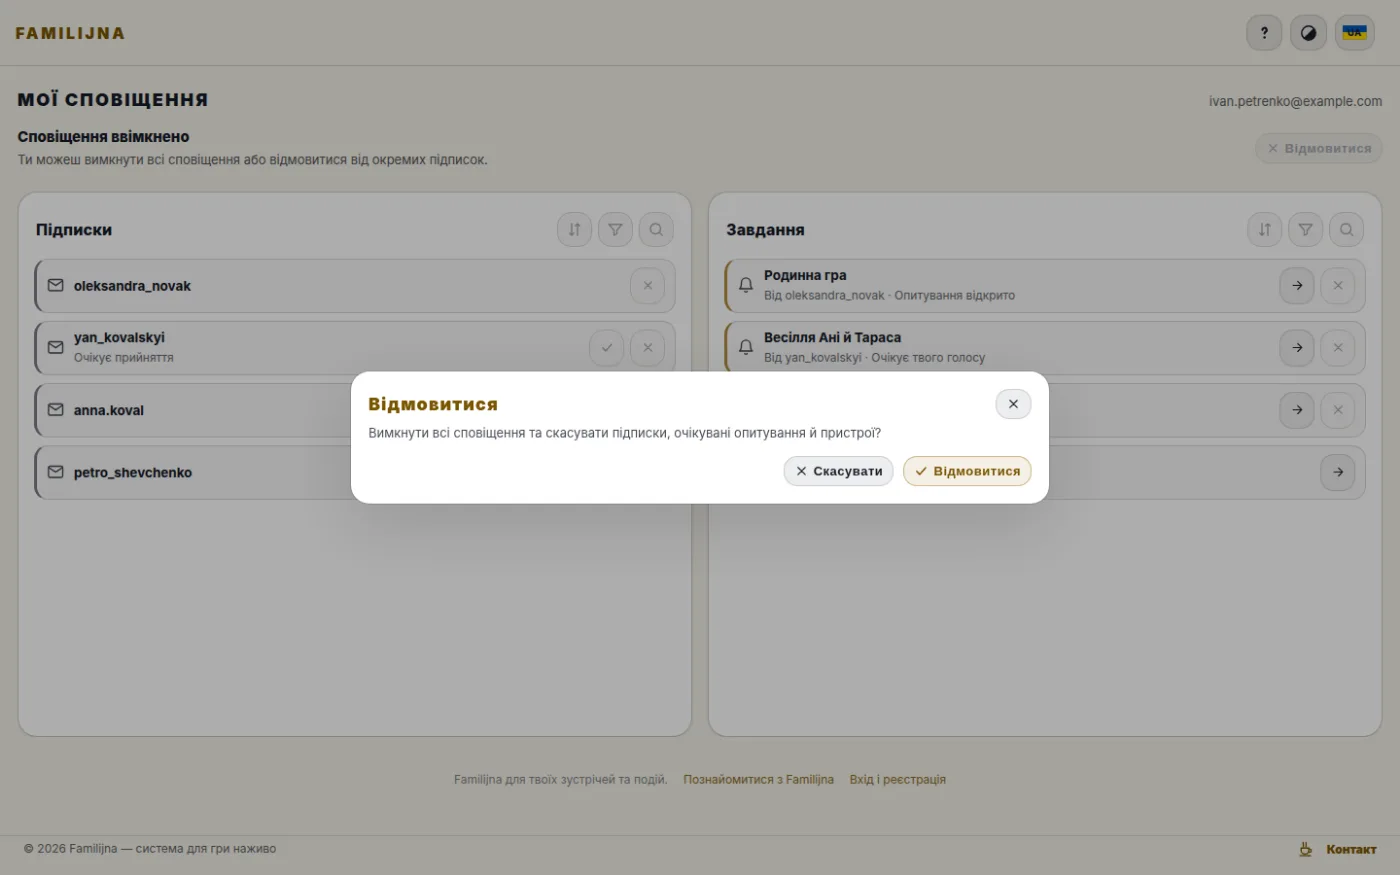 FAMILIJNA
?
UA
МОЇ СПОВІЩЕННЯ
ivan.petrenko@example.com
Сповіщення ввімкнено
Ти можеш вимкнути всі сповіщення або відмовитися від окремих підписок.
Відмовитися
Підписки
oleksandra_novak
yan_kovalskyi
Очікує прийняття
anna.koval
petro_shevchenko
Завдання
Родинна гра
Від oleksandra_novak · Опитування відкрито
Весілля Ані й Тараса
Від yan_kovalskyi · Очікує твого голосу
Відмовитися
Вимкнути всі сповіщення та скасувати підписки, очікувані опитування й пристрої?
Скасувати
Відмовитися
Familijna для твоїх зустрічей та подій.
Познайомитися з Familijna
Вхід і реєстрація
© 2026 Familijna — система для гри наживо
Контакт